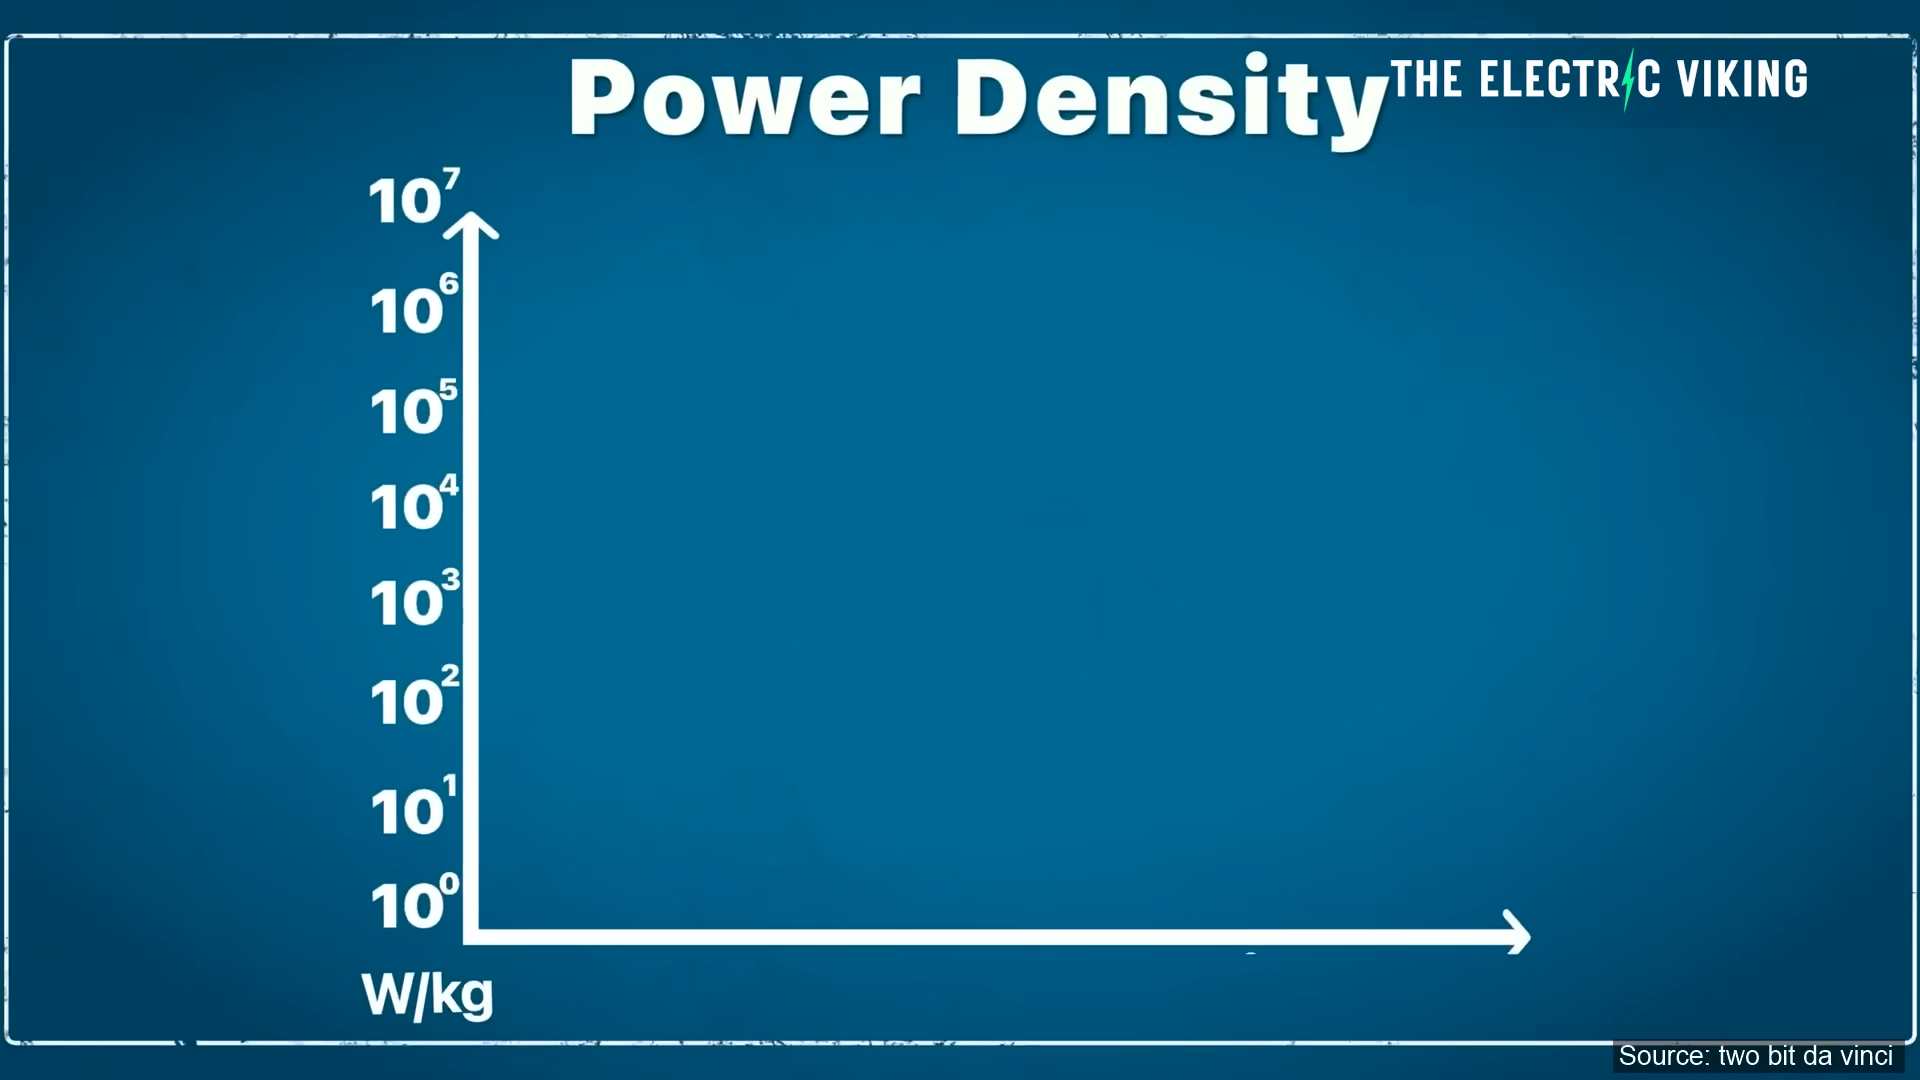 Power Density
THE ELECTRIC VIKING
10⁷
10⁶
10⁵
10⁴
10³
10²
10¹
10⁰
W/kg
Source: two bit da vinci